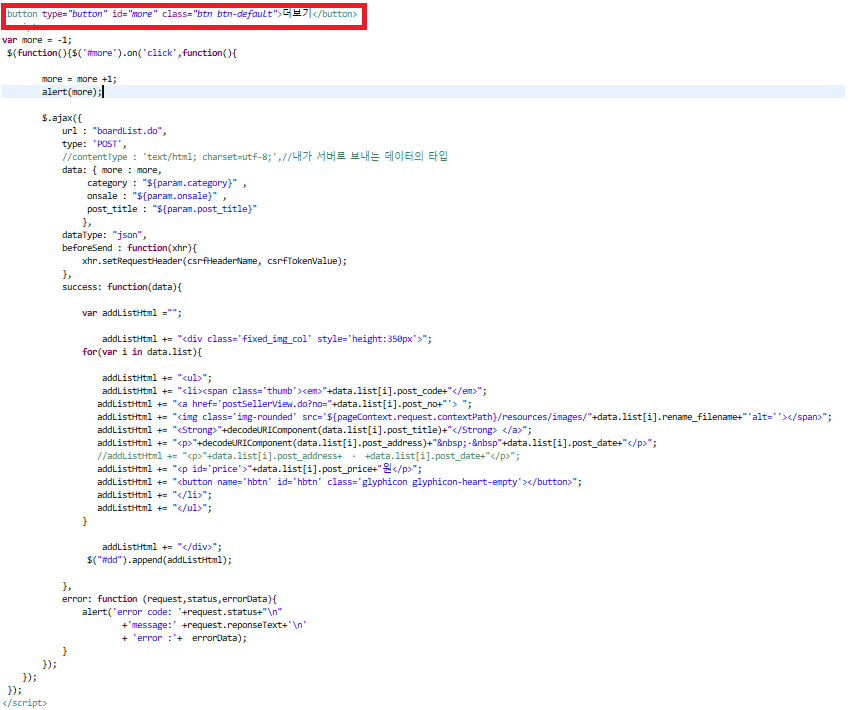 button type="button" id="more" class="btn btn-default">더보기</button>
var more = -1;
$(function(){$('#more').on('click',function(){
more = more +1;
alert(more);
$.ajax({
url : "boardList.do",
type: 'POST',
//contentType : 'text/html; charset=utf-8;',//내가 서버로 보내는 데이터의 타입
data: { more : more,
category : "${param.category}" ,
onsale : "${param.onsale}" ,
post_title : "${param.post_title}"
},
dataType: "json",
beforeSend : function(xhr){
xhr.setRequestHeader(csrfHeaderName, csrfTokenValue);
},
success: function(data){
var addListHtml ="";
addListHtml += "<div class='fixed_img_col' style='height:350px'>";
for(var i in data.list){
addListHtml += "<ul>";
addListHtml += "<li><span class='thumb'><em>"+data.list[i].post_code+"</em>";
addListHtml += "<a href='postSellerView.do?no="+data.list[i].post_no+"'> ";
addListHtml += "<img class='img-rounded' src='${pageContext.request.contextPath}/resources/images/"+data.list[i].rename_filename+"'alt=''></span>";
addListHtml += "<Strong>"+decodeURIComponent(data.list[i].post_title)+"</Strong> </a>";
addListHtml += "<p>"+decodeURIComponent(data.list[i].post_address)+"&nbsp;·&nbsp"+data.list[i].post_date+"</p>";
//addListHtml += "<p>"+data.list[i].post_address+ · +data.list[i].post_date+"</p>";
addListHtml += "<p id='price'>"+data.list[i].post_price+"원</p>";
addListHtml += "<button name='hbtn' id='hbtn' class='glyphicon glyphicon-heart-empty'></button>";
addListHtml += "</li>";
addListHtml += "</ul>";
}
addListHtml += "</div>";
$("#dd").append(addListHtml);
},
error: function (request,status,errorData){
alert('error code: '+request.status+"\n"
+'message:' +request.reponseText+'\n'
+ 'error :'+ errorData);
}
});
});
});
</script>